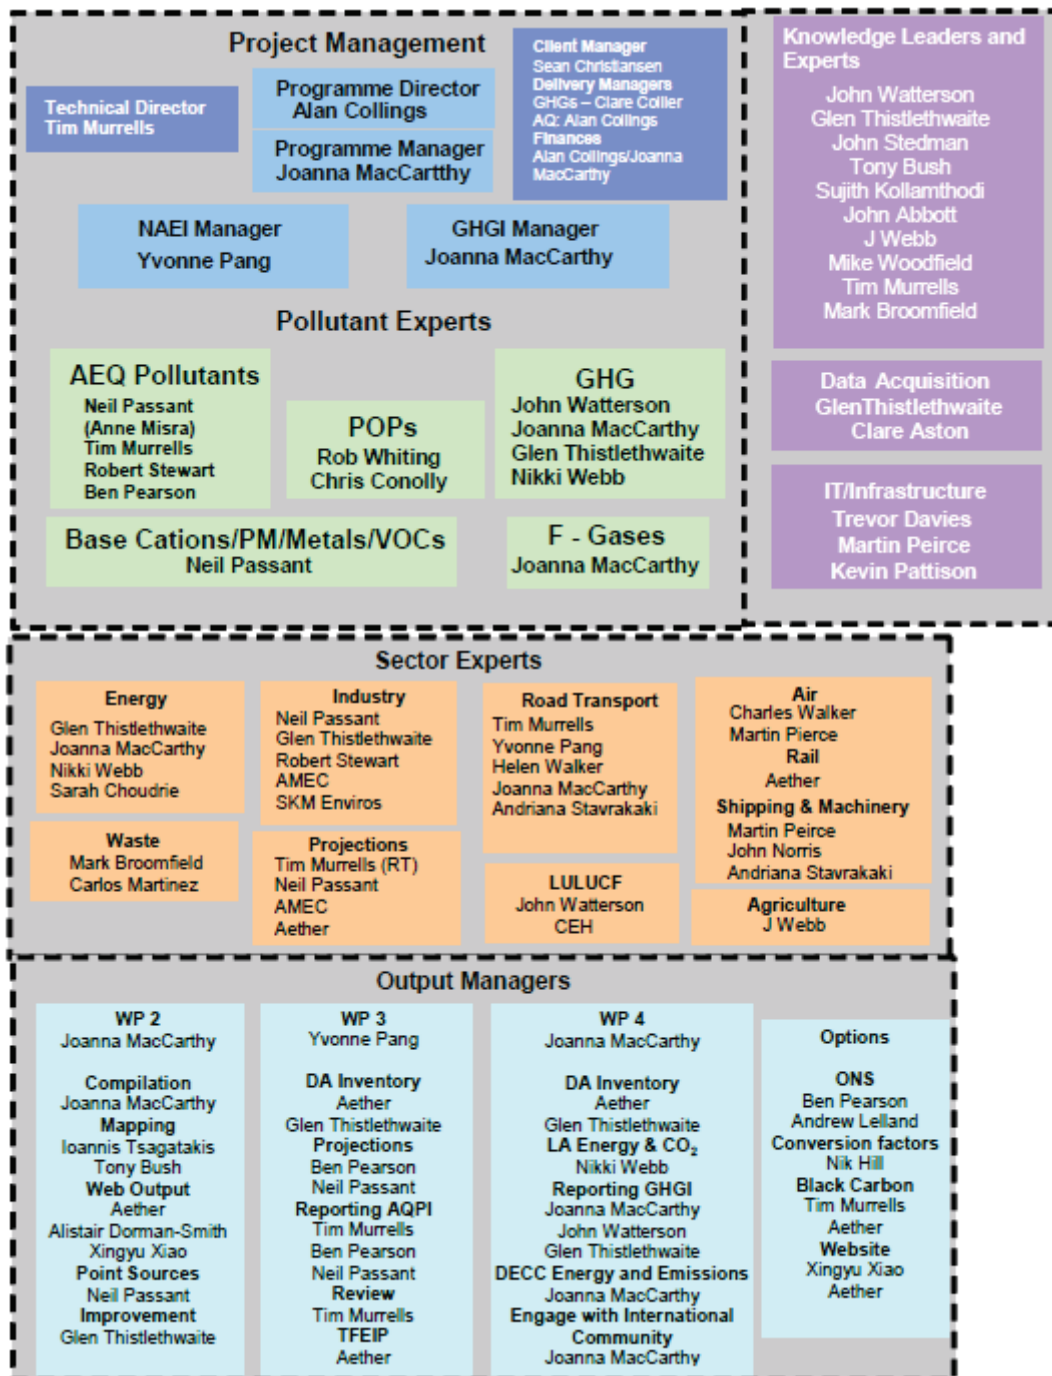 Project Management
Technical Director
Tim Murrells
Programme Director
Alan Collings
Programme Manager
Joanna MacCartthy
Client Manager
Sean Christiansen
Delivery Managers
GHGs – Clare Collier
AQ: Alan Collings
Finances
Alan Collings/Joanna
MacCarthy
NAEI Manager
Yvonne Pang
GHGI Manager
Joanna MacCarthy
Pollutant Experts
AEQ Pollutants
Neil Passant
(Anne Misra)
Tim Murrells
Robert Stewart
Ben Pearson
POPs
Rob Whiting
Chris Conolly
GHG
John Watterson
Joanna MacCarthy
Glen Thistlethwaite
Nikki Webb
Base Cations/PM/Metals/VOCs
Neil Passant
F - Gases
Joanna MacCarthy
Knowledge Leaders and
Experts
John Watterson
Glen Thistlethwaite
John Stedman
Tony Bush
Sujith Kollamthodi
John Abbott
J Webb
Mike Woodfield
Tim Murrells
Mark Broomfield
Data Acquisition
GlenThistlethwaite
Clare Aston
IT/Infrastructure
Trevor Davies
Martin Peirce
Kevin Pattison
Sector Experts
Energy
Glen Thistlethwaite
Joanna MacCarthy
Nikki Webb
Sarah Choudrie
Waste
Mark Broomfield
Carlos Martinez
Industry
Neil Passant
Glen Thistlethwaite
Robert Stewart
AMEC
SKM Enviros
Projections
Tim Murrells (RT)
Neil Passant
AMEC
Aether
Road Transport
Tim Murrells
Yvonne Pang
Helen Walker
Joanna MacCarthy
Andriana Stavrakaki
LULUCF
John Watterson
CEH
Air
Charles Walker
Martin Pierce
Rail
Aether
Shipping & Machinery
Martin Peirce
John Norris
Andriana Stavrakaki
Agriculture
J Webb
Output Managers
WP 2
Joanna MacCarthy
Compilation
Joanna MacCarthy
Mapping
Ioannis Tsagatakis
Tony Bush
Web Output
Aether
Alistair Dorman-Smith
Xingyu Xiao
Point Sources
Neil Passant
Improvement
Glen Thistlethwaite
WP 3
Yvonne Pang
DA Inventory
Aether
Glen Thistlethwaite
Projections
Ben Pearson
Neil Passant
Reporting AQPI
Tim Murrells
Ben Pearson
Neil Passant
Review
Tim Murrells
TFEIP
Aether
WP 4
Joanna MacCarthy
DA Inventory
Aether
Glen Thistlethwaite
LA Energy & CO₂
Nikki Webb
Reporting GHGI
Joanna MacCarthy
John Watterson
Glen Thistlethwaite
DECC Energy and Emissions
Joanna MacCarthy
Engage with International
Community
Joanna MacCarthy
Options
ONS
Ben Pearson
Andrew Lelland
Conversion factors
Nik Hill
Black Carbon
Tim Murrells
Aether
Website
Xingyu Xiao
Aether